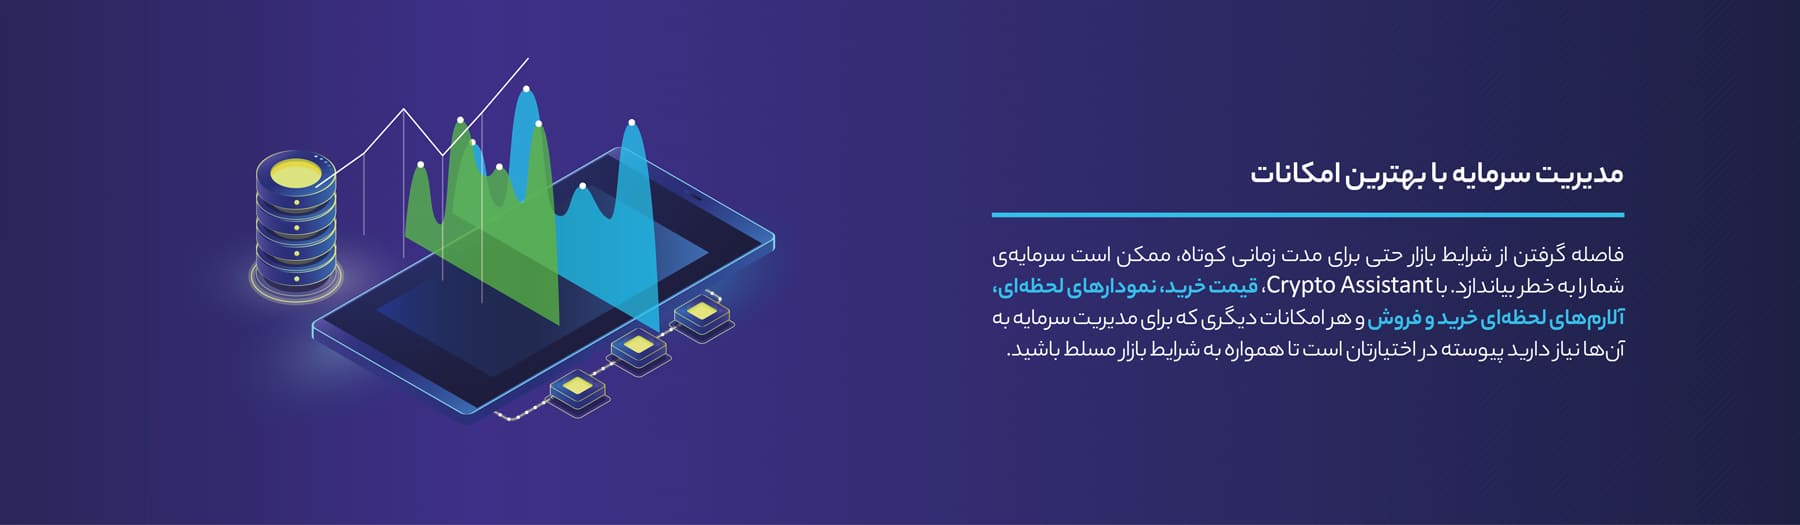 مدیریت سرمایه با بهترین امکانات
فاصله گرفتن از شرایط بازار حتی برای مدت زمانی کوتاه، ممکن است سرمایه‌ی
شما را به خطر بیاندازد. با Crypto Assistant، قیمت خرید، نمودارهای لحظه‌ای،
آلارم‌های لحظه‌ای خرید و فروش و هر امکانات دیگری که برای مدیریت سرمایه به
آن‌ها نیاز دارید پیوسته در اختیارتان است تا همواره به شرایط بازار مسلط باشید.